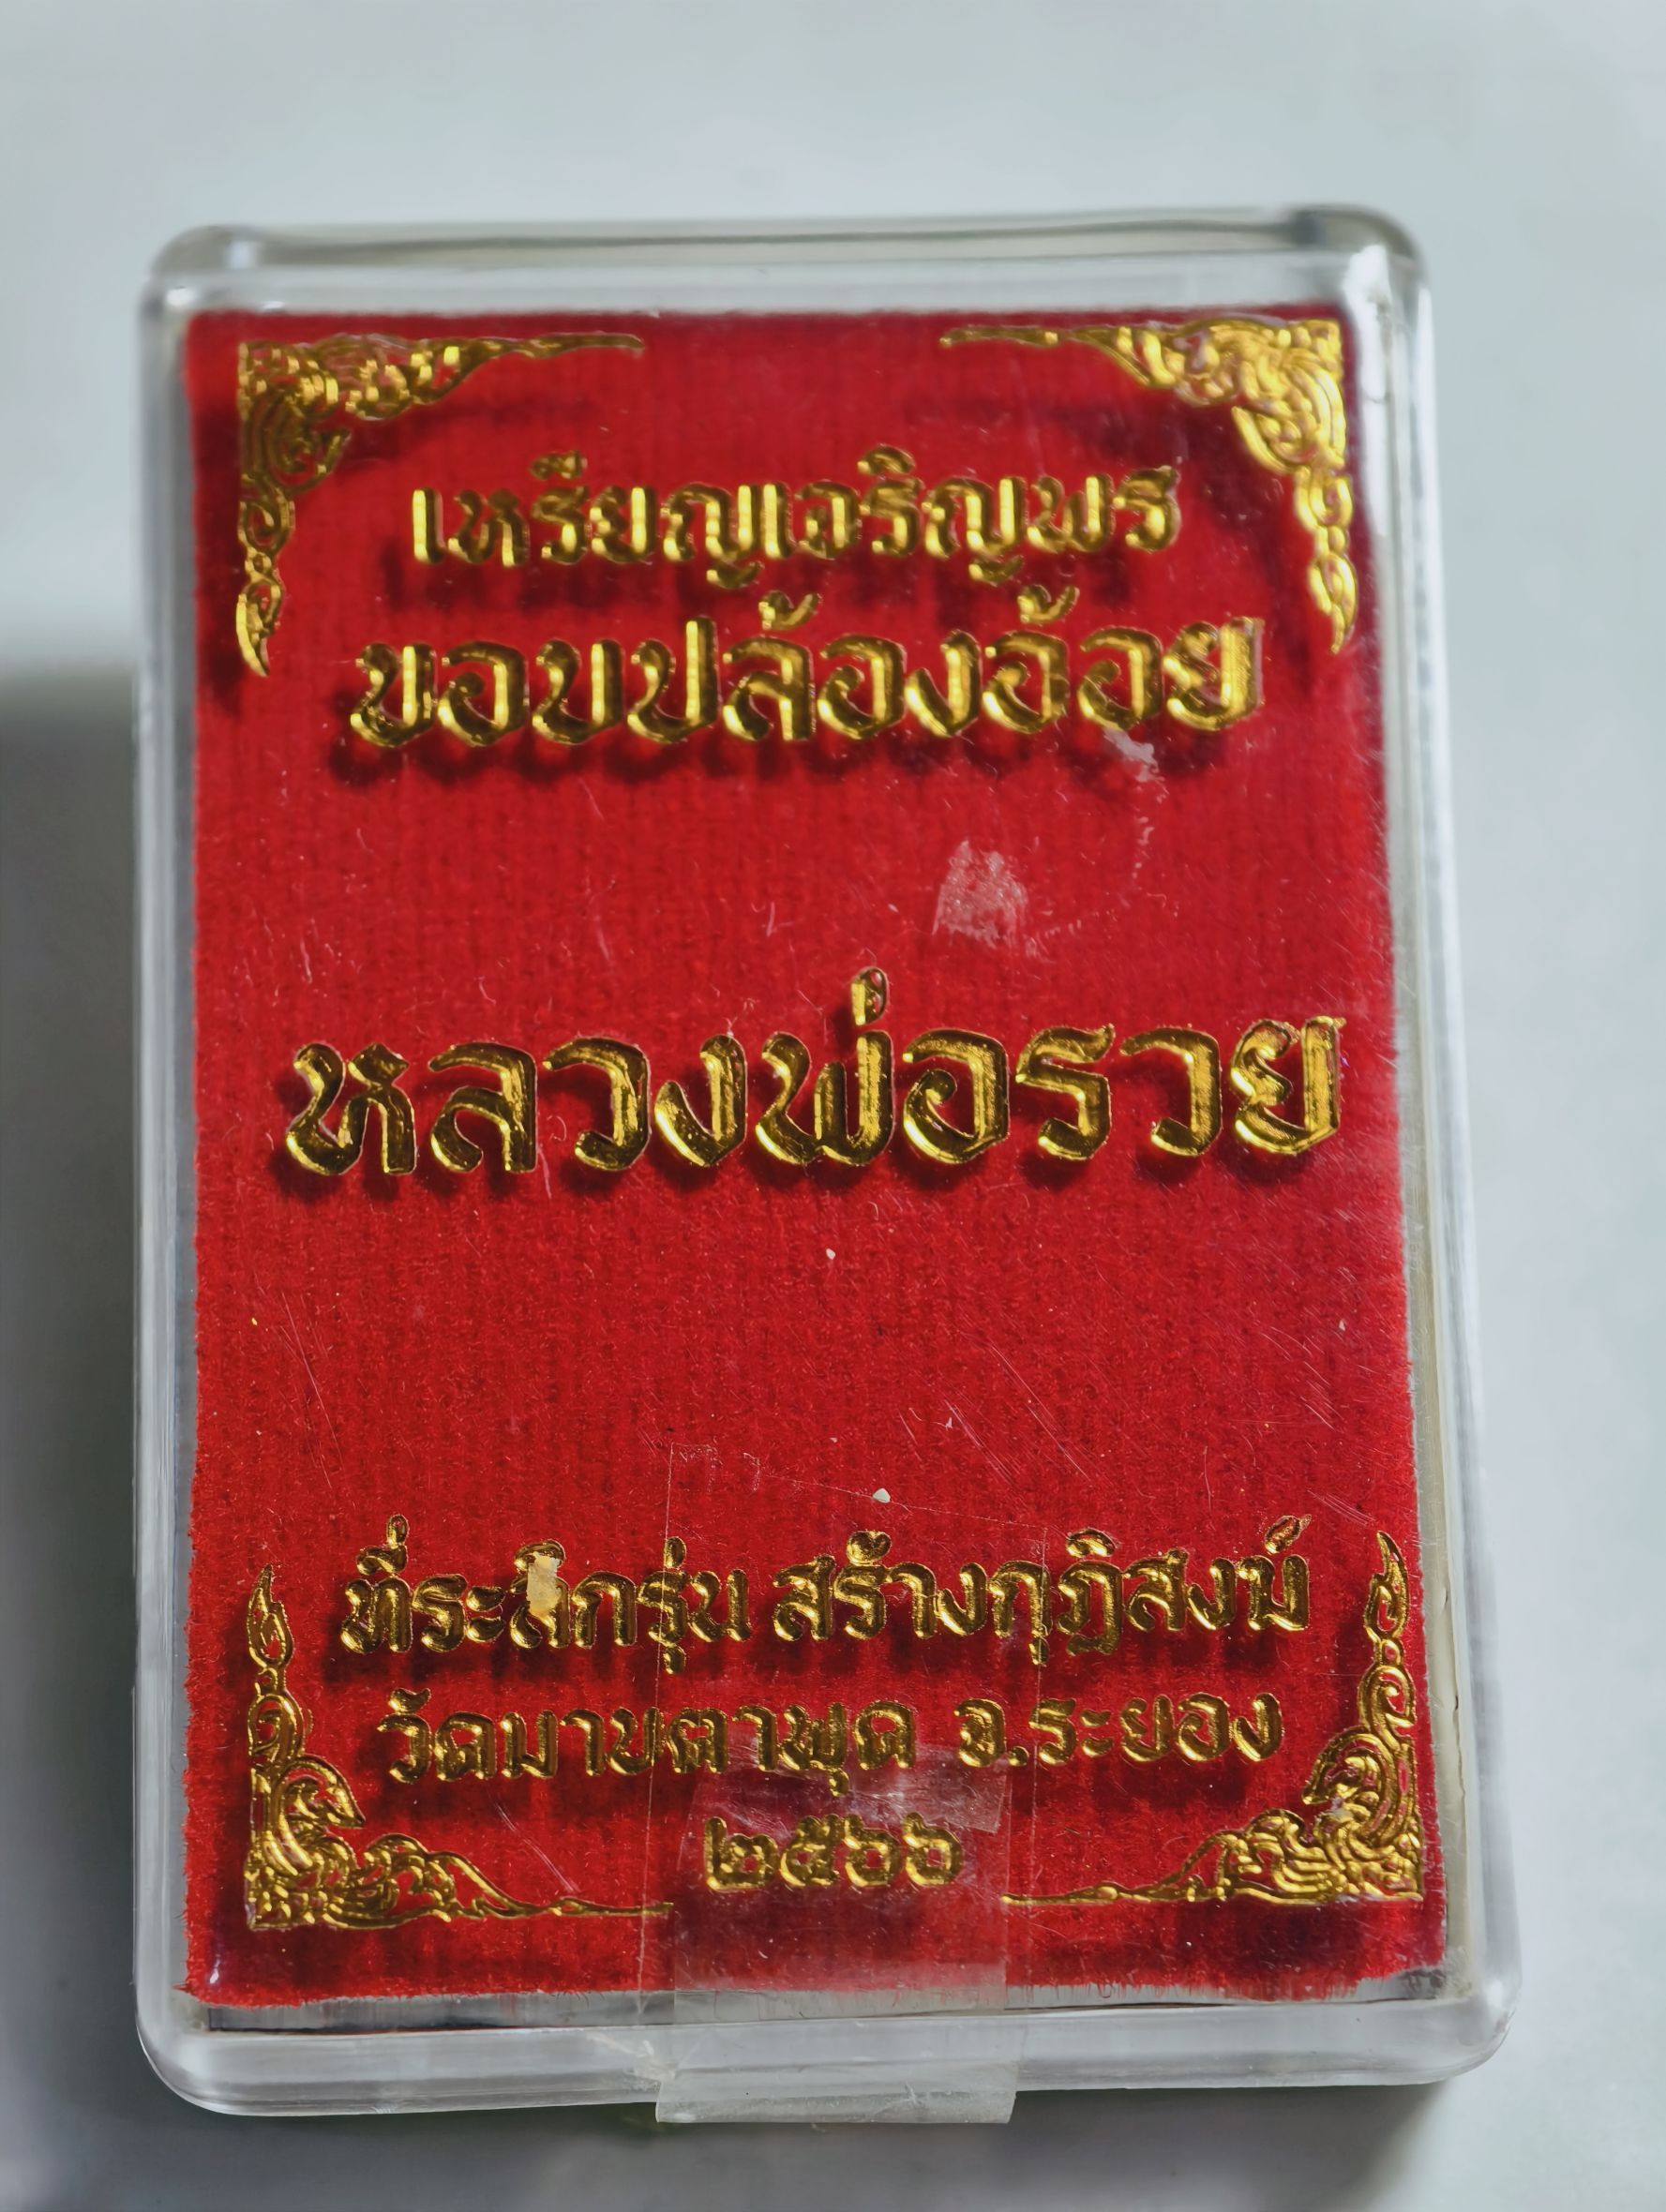 เหรียญเจริญพร
ขอบปล้องอ้อย
หลวงพ่อรวย
ที่ระลึกรุ่น สร้างกุฏิสงฆ์
วัดมาบตาพุด จ.ระยอง
๒๕๖๖